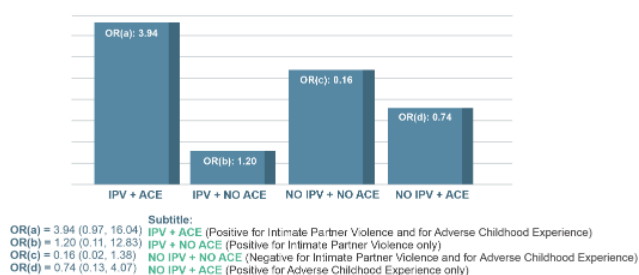 OR(a): 3.94
OR(b): 1.20
OR(c): 0.16
OR(d): 0.74
IPV + ACE
IPV + NO ACE
NO IPV + NO ACE
NO IPV + ACE
OR(a) = 3.94 (0.97, 16.04)
OR(b) = 1.20 (0.11, 12.83)
OR(c) = 0.16 (0.02, 1.38)
OR(d) = 0.74 (0.13, 4.07)
Subtitle:
IPV + ACE (Positive for Intimate Partner Violence and for Adverse Childhood Experience)
IPV + NO ACE (Positive for Intimate Partner Violence only)
NO IPV + NO ACE (Negative for Intimate Partner Violence and for Adverse Childhood Experience)
NO IPV + ACE (Positive for Adverse Childhood Experience only)